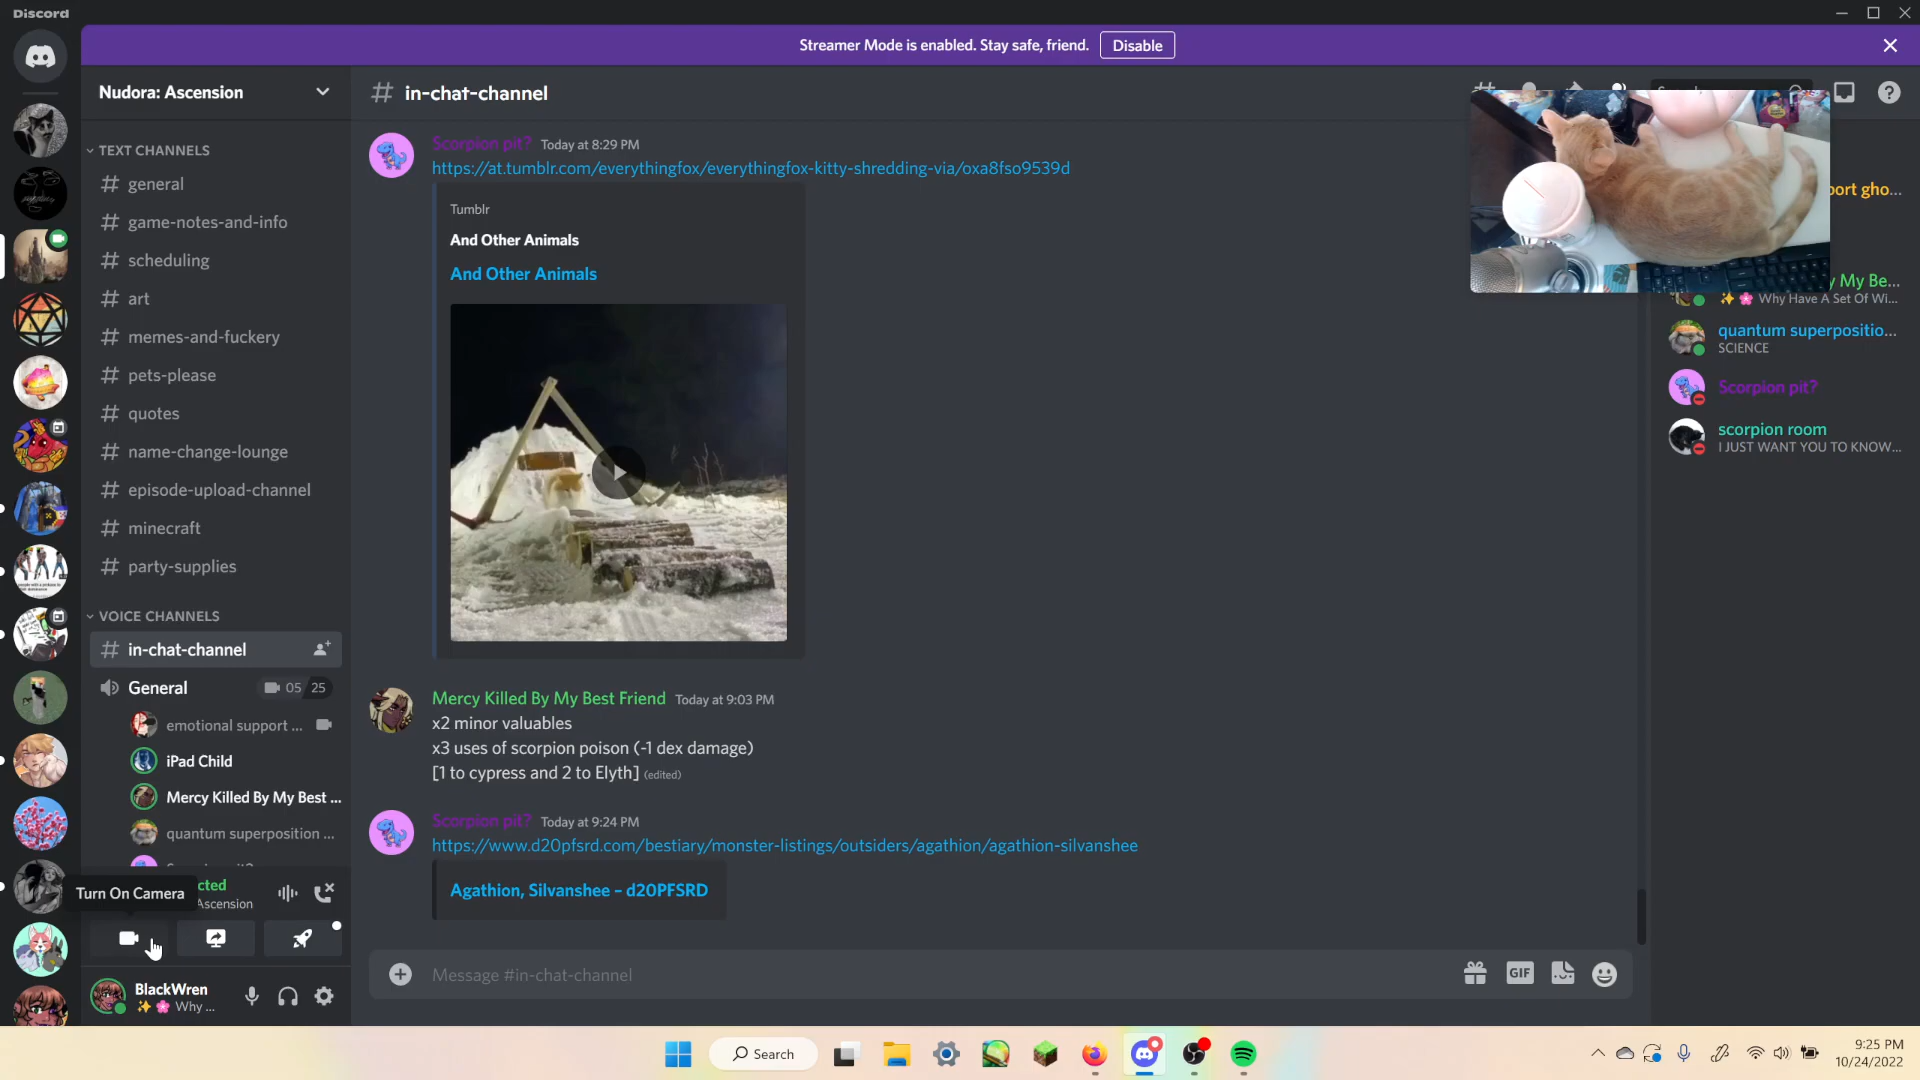 Discord
Streamer Mode is enabled. Stay safe, friend.
Disable
Nudora: Ascension
in-chat-channel
TEXT CHANNELS
general
game-notes-and-info
scheduling
art
memes-and-fuckery
pets-please
quotes
name-change-lounge
episode-upload-channel
minecraft
party-supplies
VOICE CHANNELS
in-chat-channel
General
05 25
emotional support ...
iPad Child
Mercy Killed By My Best ...
quantum superposition ...
Turn On Camera
Ascension
BlackWren
Why ...
Scorpion pit? Today at 8:29 PM
https://at.tumblr.com/everythingfox/everythingfox-kitty-shredding-via/oxa8fso9539d
Tumblr
And Other Animals
And Other Animals
Mercy Killed By My Best Friend Today at 9:03 PM
x2 minor valuables
x3 uses of scorpion poison (-1 dex damage)
[1 to cypress and 2 to Elyth] (edited)
Scorpion pit? Today at 9:24 PM
https://www.d20pfsrd.com/bestiary/monster-listings/outsiders/agathion/agathion-silvanshee
Agathion, Silvanshee – d20PFSRD
Message #in-chat-channel
GIF
port gho...
My Be...
Why Have A Set Of Wi...
quantum superpositio...
SCIENCE
Scorpion pit?
scorpion room
I JUST WANT YOU TO KNOW...
Search
9:25 PM
10/24/2022